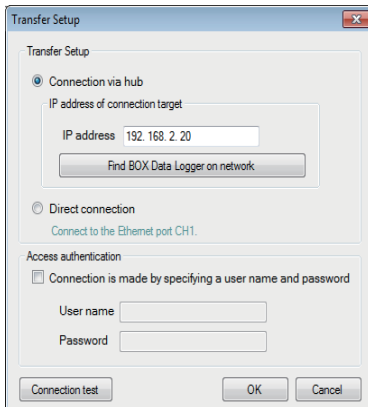 Transfer Setup
Transfer Setup
Connection via hub
IP address of connection target
IP address 192. 168. 2. 20
Find BOX Data Logger on network
Direct connection
Connect to the Ethernet port CH1.
Access authentication
Connection is made by specifying a user name and password
User name
Password
Connection test OK Cancel